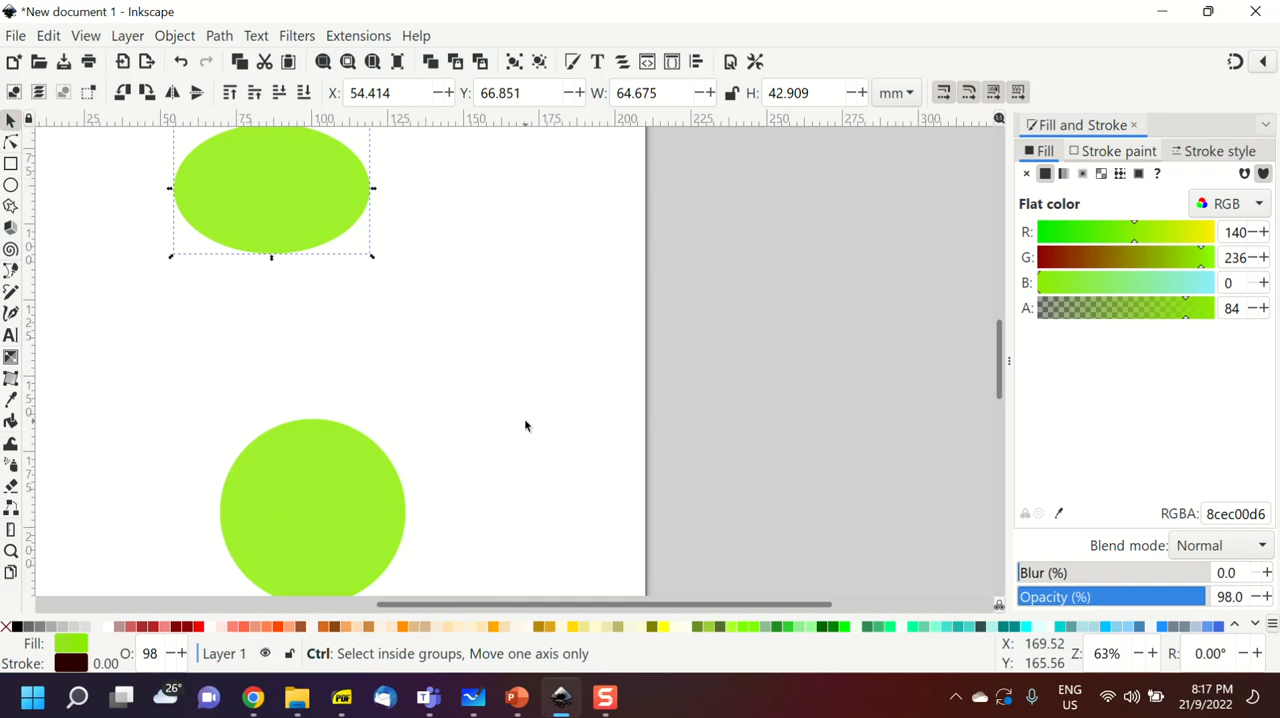 *New document 1 - Inkscape
File Edit View Layer Object Path Text Filters Extensions Help
X: 54.414 Y: 66.851 W: 64.675 H: 42.909 mm
25 50 75 100 125 150 175 200 225 250 275 300
Fill and Stroke
Fill Stroke paint Stroke style
?
Flat color RGB
R: 140
G: 236
B: 0
A: 84
RGBA: 8cec00d6
Blend mode: Normal
Blur (%) 0.0
Opacity (%) 98.0
Fill:
Stroke: 0.00
O: 98
Layer 1
Ctrl: Select inside groups, Move one axis only
X: 169.52
Y: 165.56
Z: 63%
R: 0.00°
26°
PDF
ENG
US
8:17 PM
21/9/2022